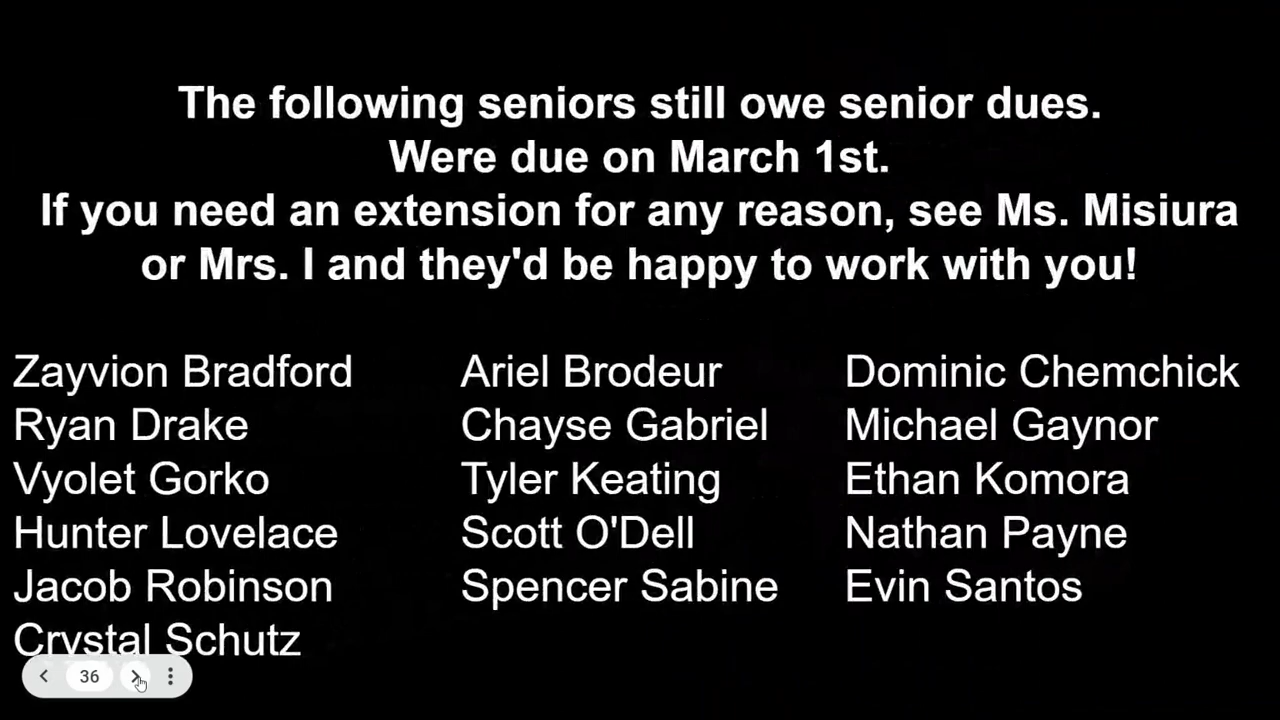 The following seniors still owe senior dues.
Were due on March 1st.
If you need an extension for any reason, see Ms. Misiura
or Mrs. I and they'd be happy to work with you!
Zayvion Bradford Ariel Brodeur Dominic Chemchick
Ryan Drake Chayse Gabriel Michael Gaynor
Vyolet Gorko Tyler Keating Ethan Komora
Hunter Lovelace Scott O'Dell Nathan Payne
Jacob Robinson Spencer Sabine Evin Santos
Crystal Schutz
36